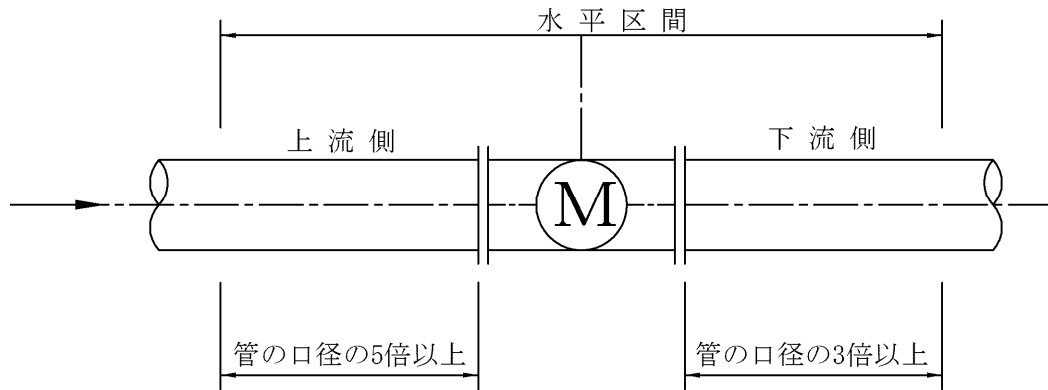 水平区間
上流側
下流側
M
管の口径の5倍以上
管の口径の3倍以上